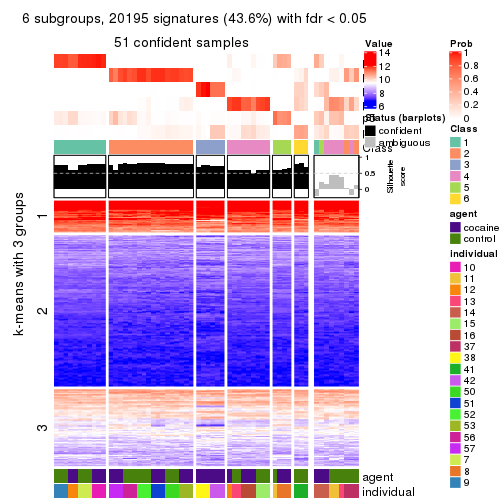 6 subgroups, 20195 signatures (43.6%) with fdr < 0.05
51 confident samples
k-means with 3 groups
1
2
3
1
0.5
0
Silhouette
score
agent
individual
Value
14
12
10
8
6
Status (barplots)
confident
ambiguous
Class
Prob
1
0.8
0.6
0.4
0.2
0
Class
1
2
3
4
5
6
agent
cocaine
control
Individual
10
11
12
13
14
15
16
37
38
41
42
50
51
52
53
56
57
7
8
9